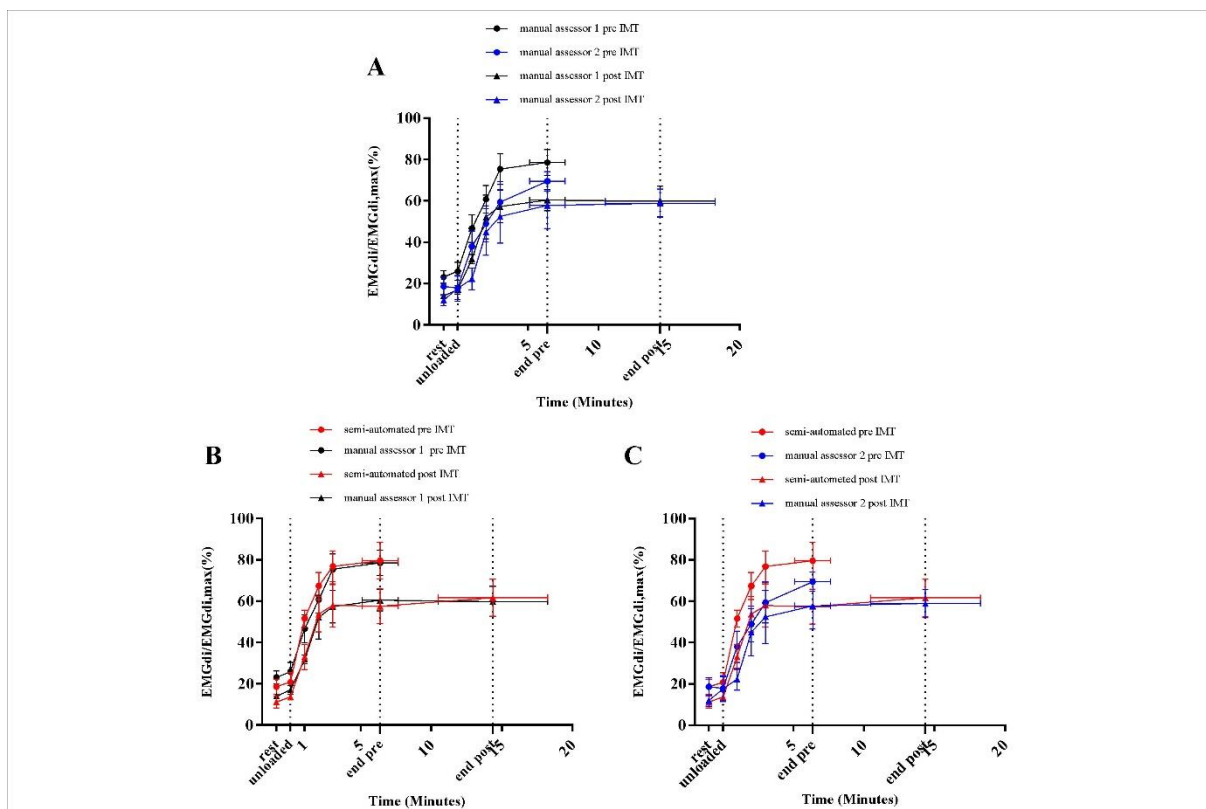 A
manual assessor 1 pre IMT
manual assessor 2 pre IMT
manual assessor 1 post IMT
manual assessor 2 post IMT
EMGdi/EMGdi,max(%)
100
80
60
40
20
0
rest
unloaded
5
end pre
10
end post
15
20
Time (Minutes)
B
semi-automated pre IMT
manual assessor 1 pre IMT
semi-automated post IMT
manual assessor 1 post IMT
EMGdi/EMGdi,max(%)
100
80
60
40
20
0
rest
unloaded
1
5
end pre
10
end post
15
20
Time (Minutes)
C
semi-automated pre IMT
manual assessor 2 pre IMT
semi-autometed post IMT
manual assessor 2 post IMT
EMGdi/EMGdi,max(%)
100
80
60
40
20
0
rest
unloaded
5
end pre
10
end post
15
20
Time (Minutes)